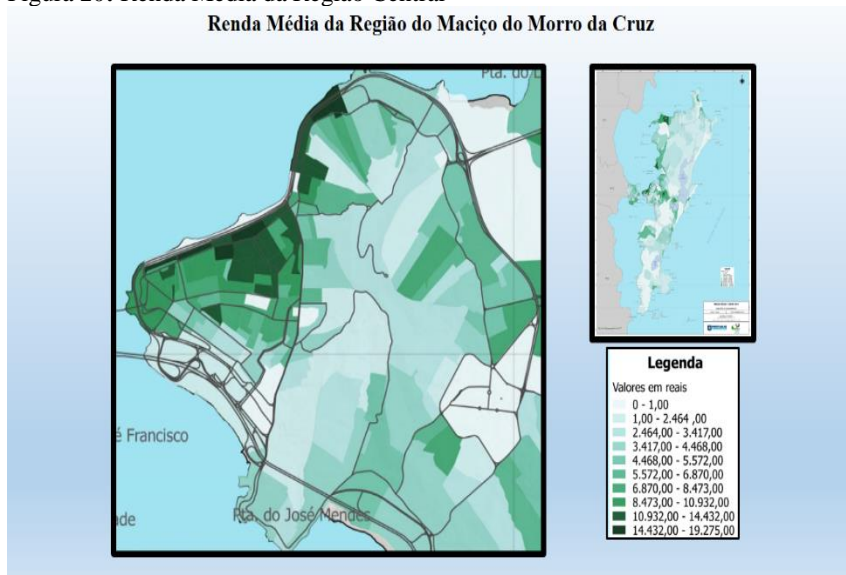 Renda Média da Região do Maciço do Morro da Cruz
Pta. do
é Francisco
ade
Pta. do José Mendes
Legenda
Valores em reais
0 - 1,00
1,00 - 2.464 ,00
2.464,00 - 3.417,00
3.417,00 - 4.468,00
4.468,00 - 5.572,00
5.572,00 - 6.870,00
6.870,00 - 8.473,00
8.473,00 - 10.932,00
10.932,00 - 14.432,00
14.432,00 - 19.275,00